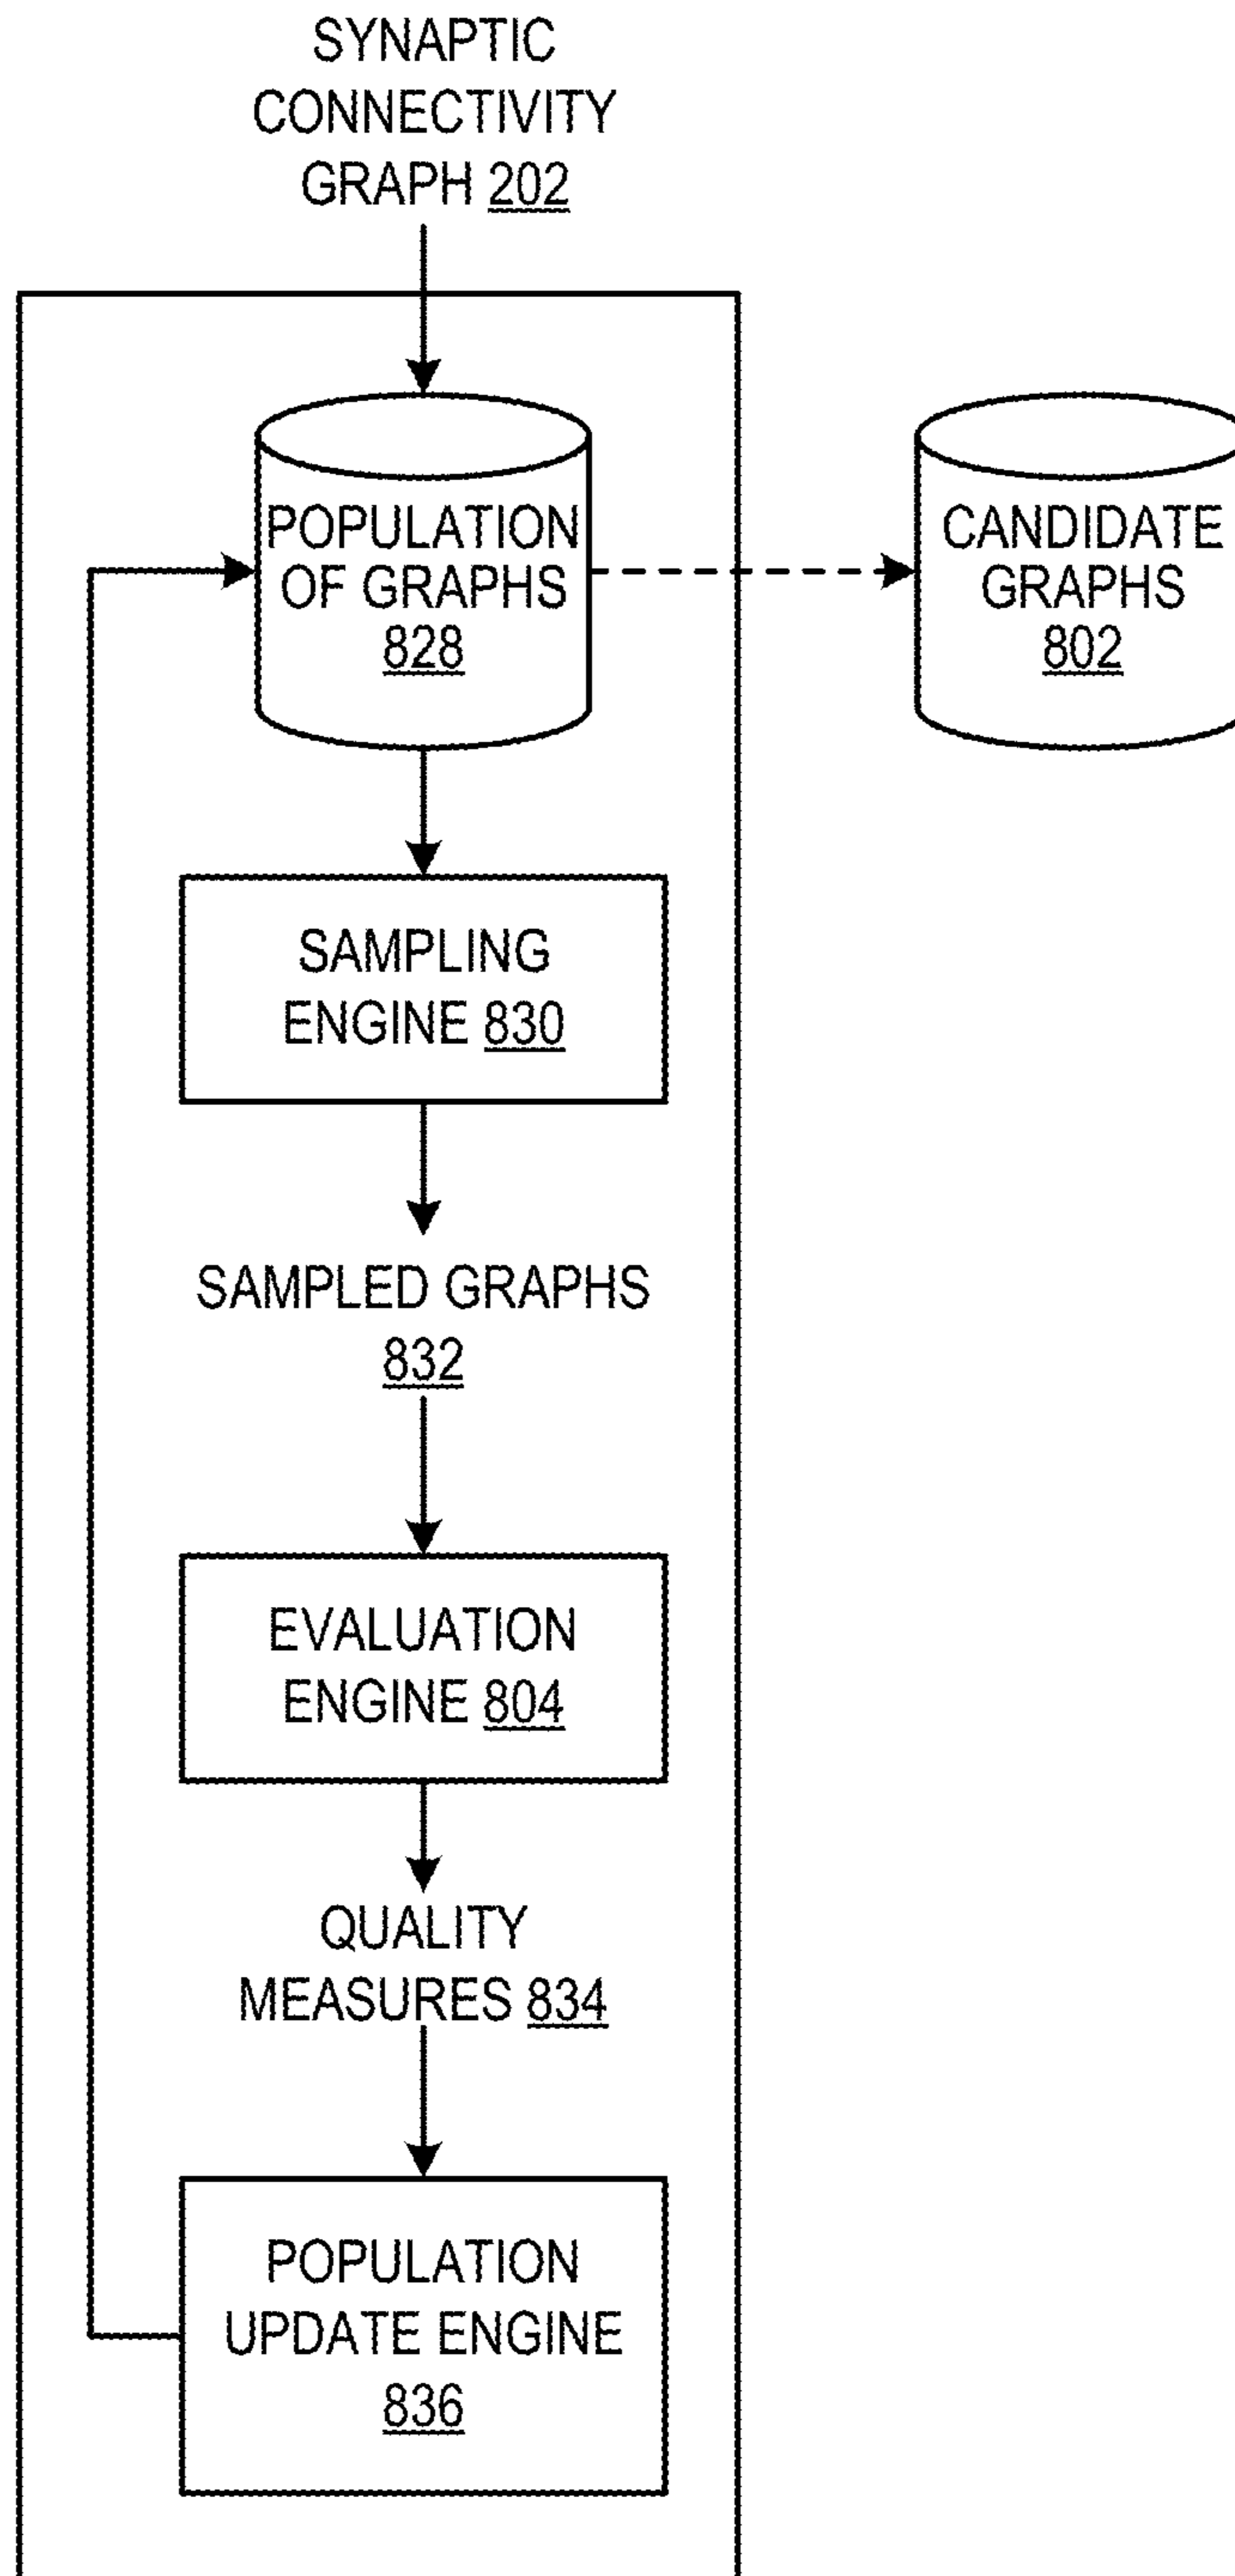 SYNAPTIC
CONNECTIVITY
GRAPH 202
POPULATION
OF GRAPHS
828
CANDIDATE
GRAPHS
802
SAMPLING
ENGINE 830
SAMPLED GRAPHS
832
EVALUATION
ENGINE 804
QUALITY
MEASURES 834
POPULATION
UPDATE ENGINE
836